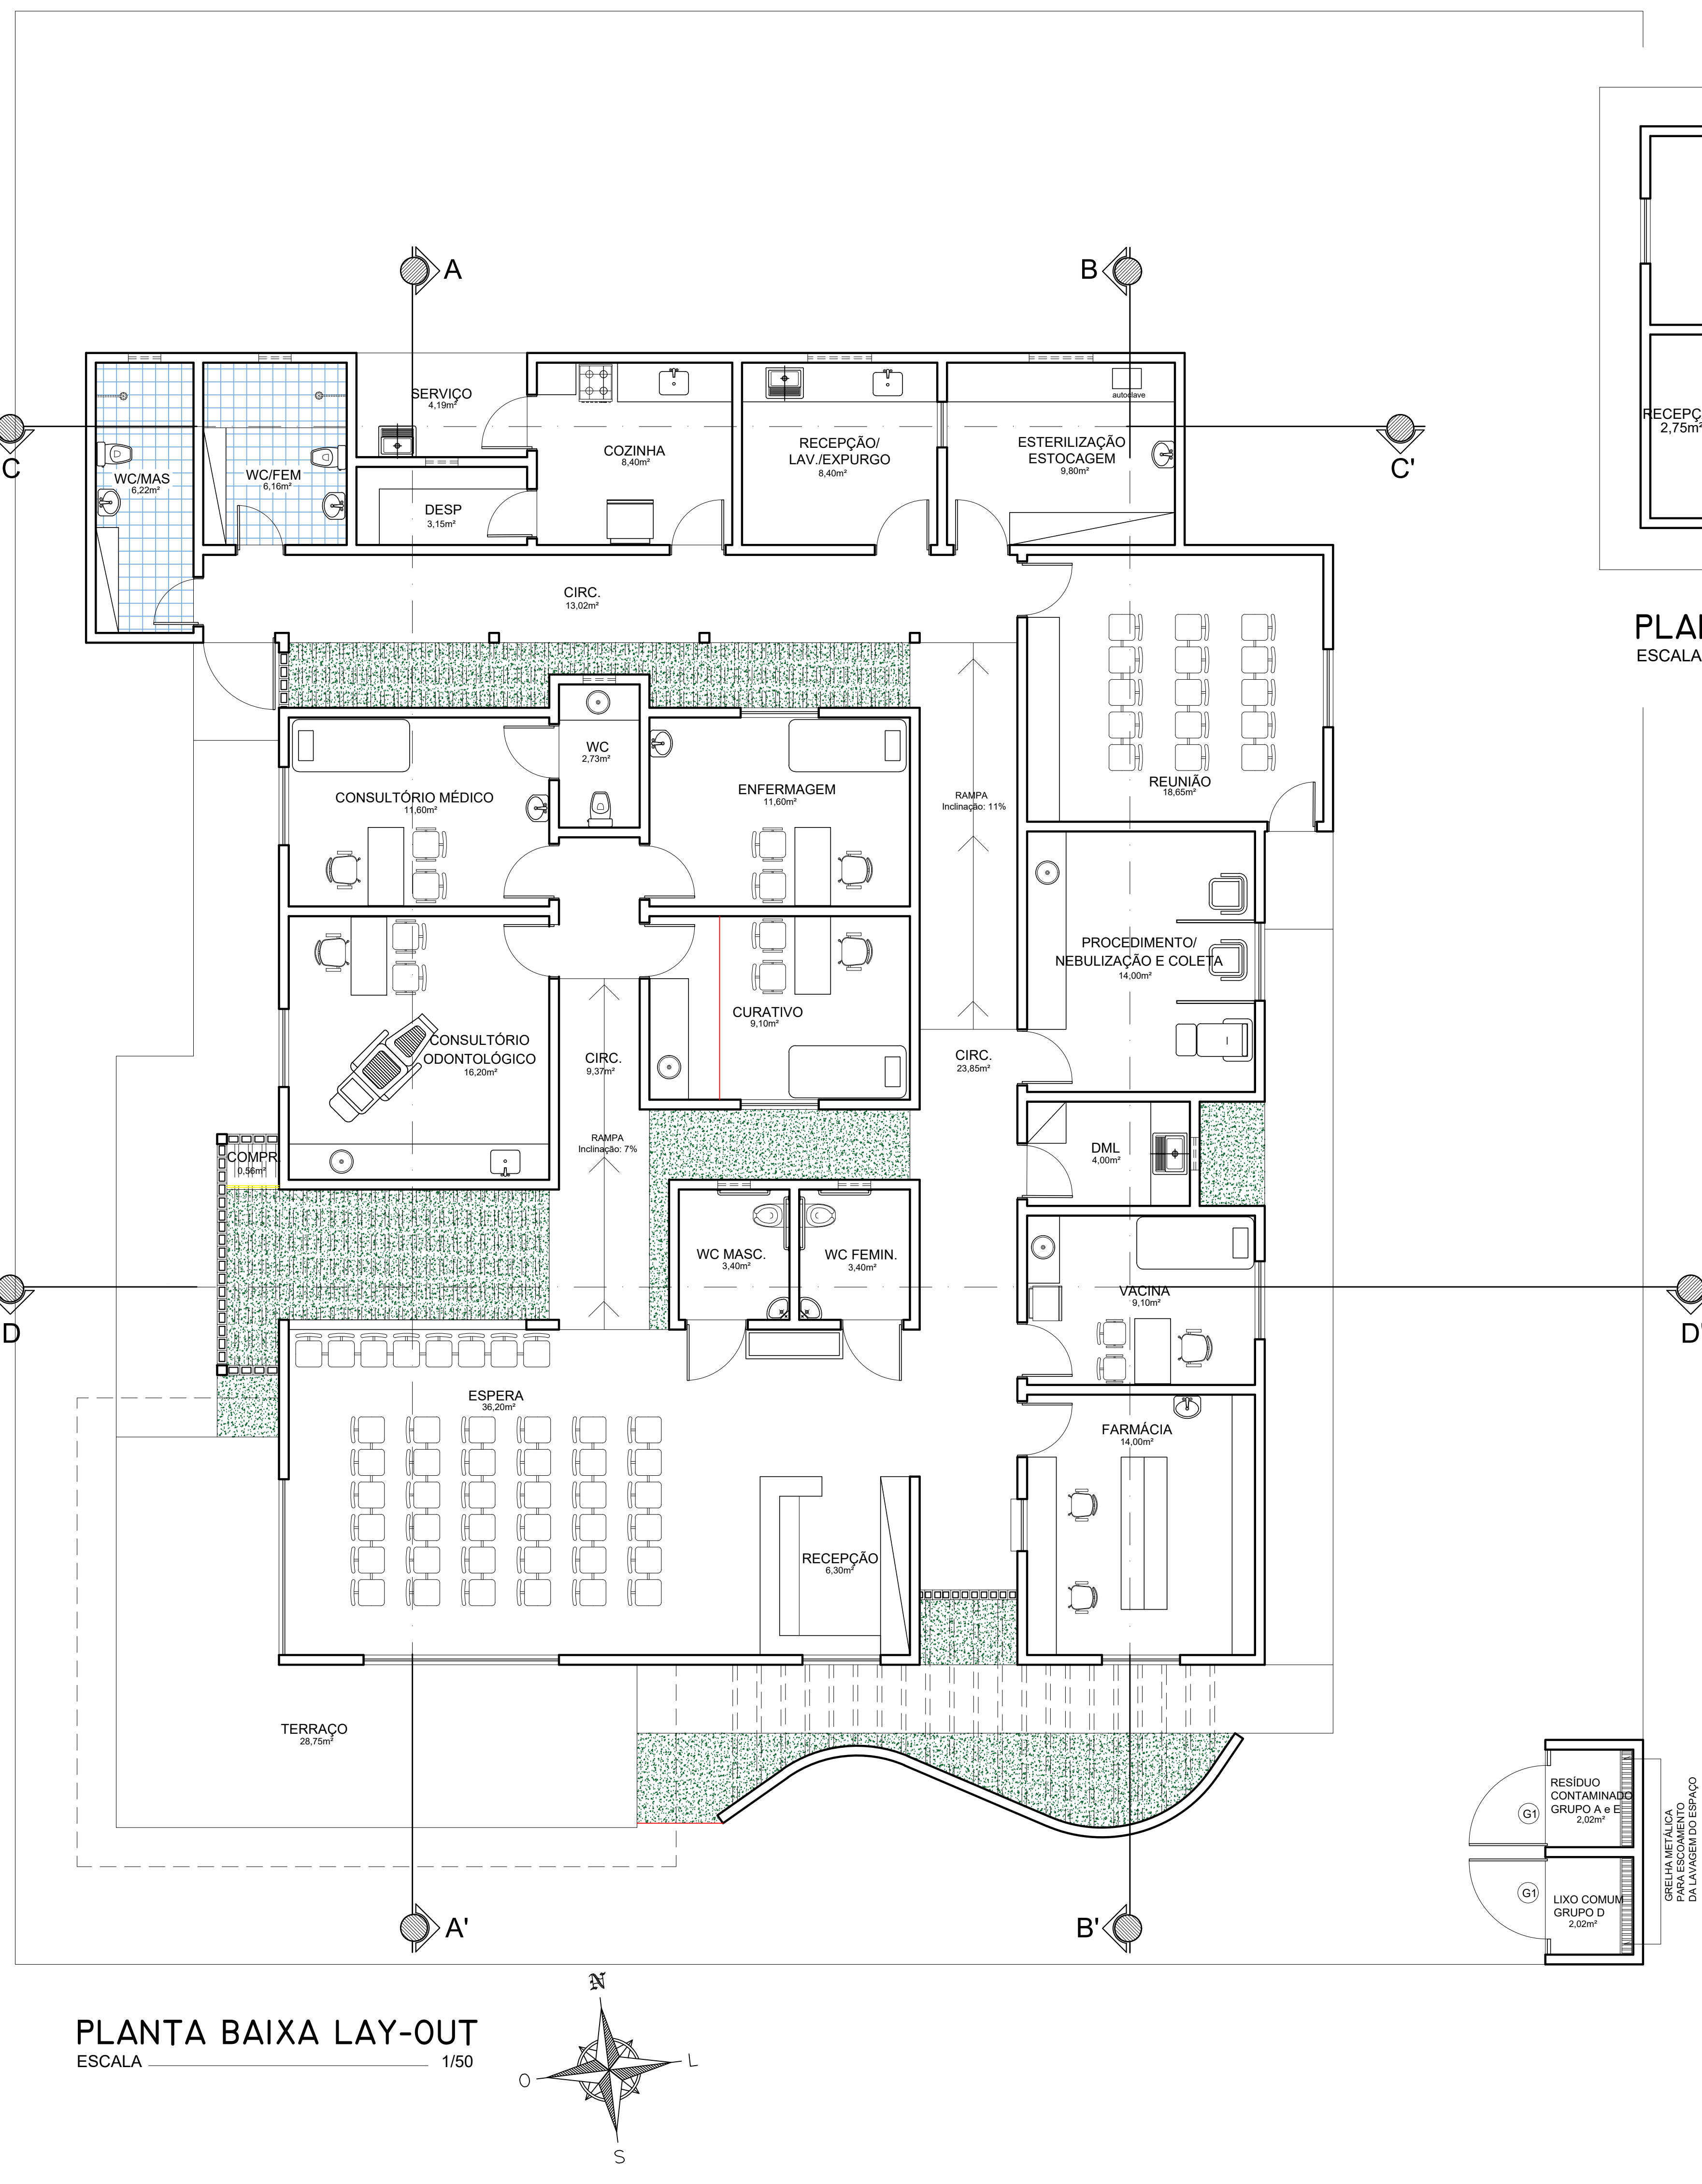 A
B
SERVIÇO
4,19m²
autoclave
RECEPÇ
2,75m²
C
C'
WC/MAS
6,22m²
WC/FEM
6,16m²
COZINHA
8,40m²
RECEPÇÃO/
LAV./EXPURGO
8,40m²
ESTERILIZAÇÃO
ESTOCAGEM
9,80m²
DESP
3,15m²
CIRC.
13,02m²
PLAN
ESCALA
WC
2,73m²
CONSULTÓRIO MÉDICO
11,60m²
ENFERMAGEM
11,60m²
RAMPA
Inclinação: 11%
REUNIÃO
18,65m²
PROCEDIMENTO/
NEBULIZAÇÃO E COLETA
14,00m²
CURATIVO
9,10m²
CONSULTÓRIO
ODONTOLÓGICO
16,20m²
CIRC.
9,37m²
CIRC.
23,85m²
RAMPA
Inclinação: 7%
COMPR.
0,56m²
DML
4,00m²
WC MASC.
3,40m²
WC FEMIN.
3,40m²
VACINA
9,10m²
D
D'
ESPERA
36,20m²
FARMÁCIA
14,00m²
RECEPÇÃO
6,30m²
TERRAÇO
28,75m²
RESÍDUO
CONTAMINADO
GRUPO A e E
2,02m²
G1
G1
LIXO COMUM
GRUPO D
2,02m²
GRELHA METÁLICA
PARA ESCOAMENTO
DA LAVAGEM DO ESPAÇO
A'
B'
N
PLANTA BAIXA LAY-OUT
ESCALA 1/50
O
L
S